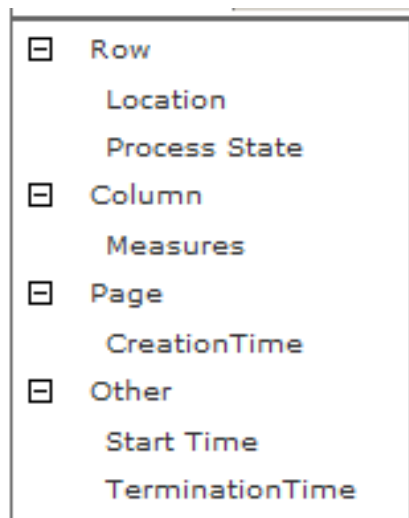 Row
Location
Process State
Column
Measures
Page
CreationTime
Other
Start Time
TerminationTime